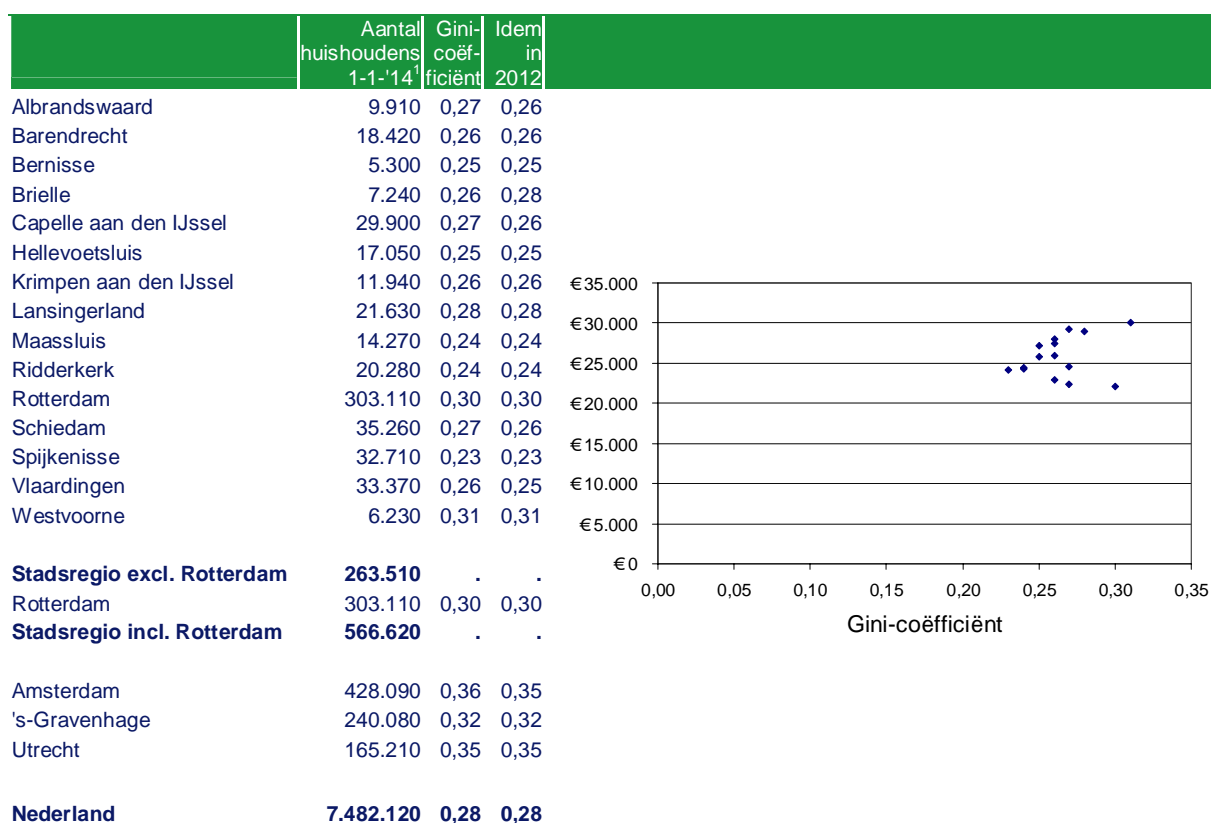 Aantal Gini- Idem
huishoudens coëf- in
1-1-'14¹ ficiënt 2012
Albrandswaard 9.910 0,27 0,26
Barendrecht 18.420 0,26 0,26
Bernisse 5.300 0,25 0,25
Brielle 7.240 0,26 0,28
Capelle aan den IJssel 29.900 0,27 0,26
Hellevoetsluis 17.050 0,25 0,25
Krimpen aan den IJssel 11.940 0,26 0,26
Lansingerland 21.630 0,28 0,28
Maassluis 14.270 0,24 0,24
Ridderkerk 20.280 0,24 0,24
Rotterdam 303.110 0,30 0,30
Schiedam 35.260 0,27 0,26
Spijkenisse 32.710 0,23 0,23
Vlaardingen 33.370 0,26 0,25
Westvoorne 6.230 0,31 0,31
Stadsregio excl. Rotterdam 263.510 . .
Rotterdam 303.110 0,30 0,30
Stadsregio incl. Rotterdam 566.620 . .
Amsterdam 428.090 0,36 0,35
's-Gravenhage 240.080 0,32 0,32
Utrecht 165.210 0,35 0,35
Nederland 7.482.120 0,28 0,28
€35.000
€30.000
€25.000
€20.000
€15.000
€10.000
€5.000
€0
0,00 0,05 0,10 0,15 0,20 0,25 0,30 0,35
Gini-coëfficiënt